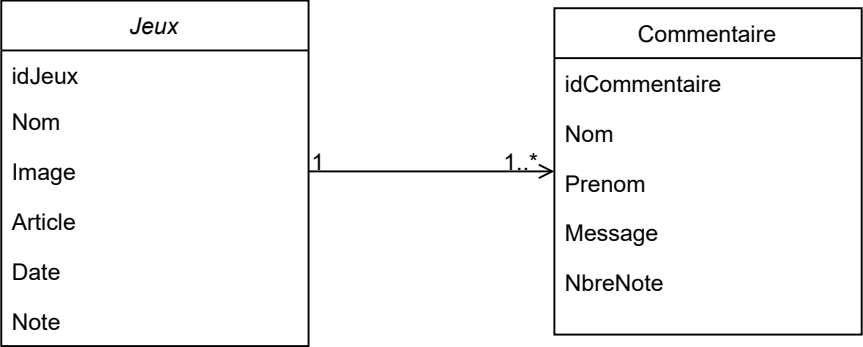 Jeux
idJeux
Nom
Image
Article
Date
Note
1
1..*
Commentaire
idCommentaire
Nom
Prenom
Message
NbreNote